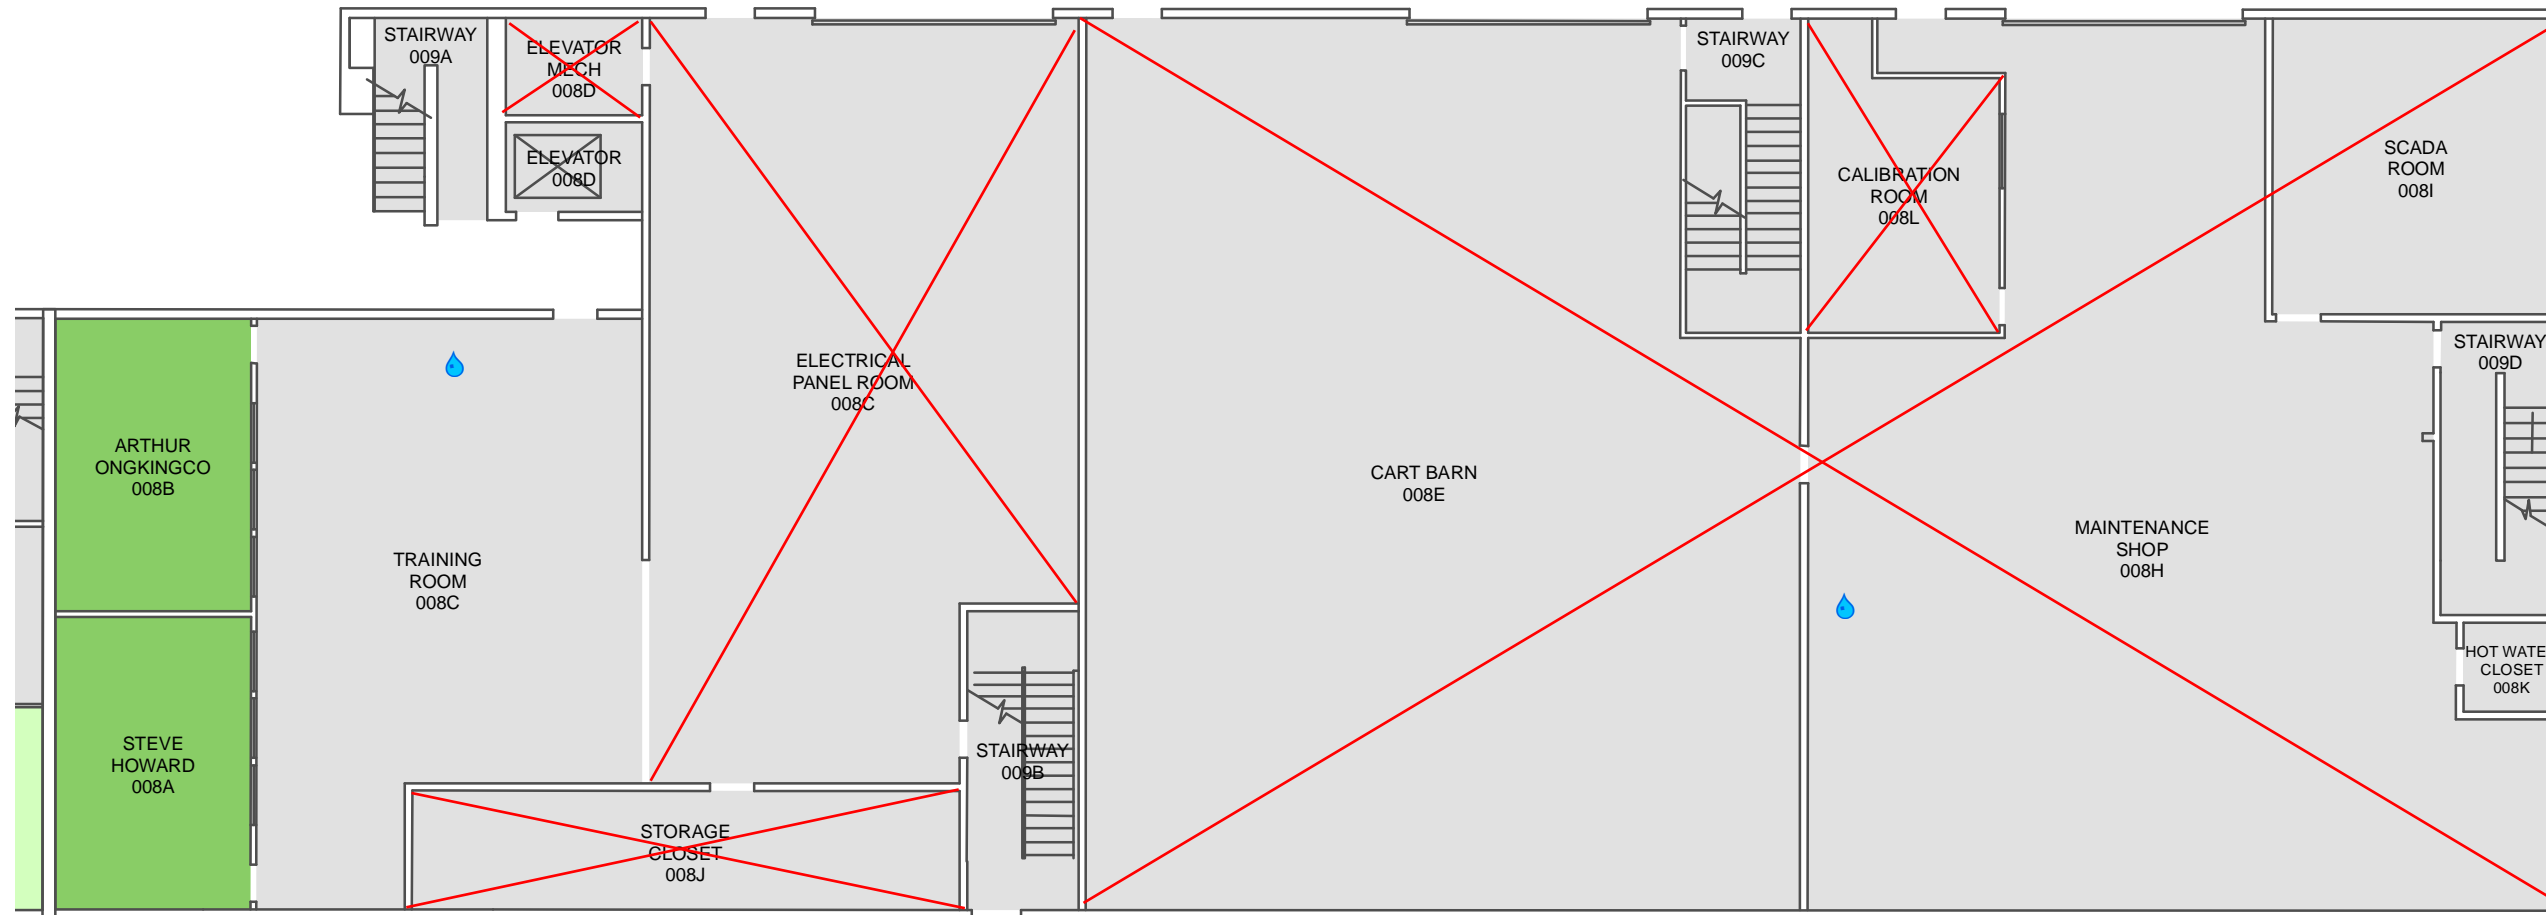 STAIRWAY
009A
ELEVATOR
MECH
008D
ELEVATOR
008D
STAIRWAY
009C
CALIBRATION
ROOM
008L
SCADA
ROOM
008I
STAIRWAY
009D
ELECTRICAL
PANEL ROOM
008C
ARTHUR
ONGKINGCO
008B
TRAINING
ROOM
008C
CART BARN
008E
MAINTENANCE
SHOP
008H
HOT WATE
CLOSET
008K
STEVE
HOWARD
008A
STAIRWAY
009B
STORAGE
CLOSET
008J